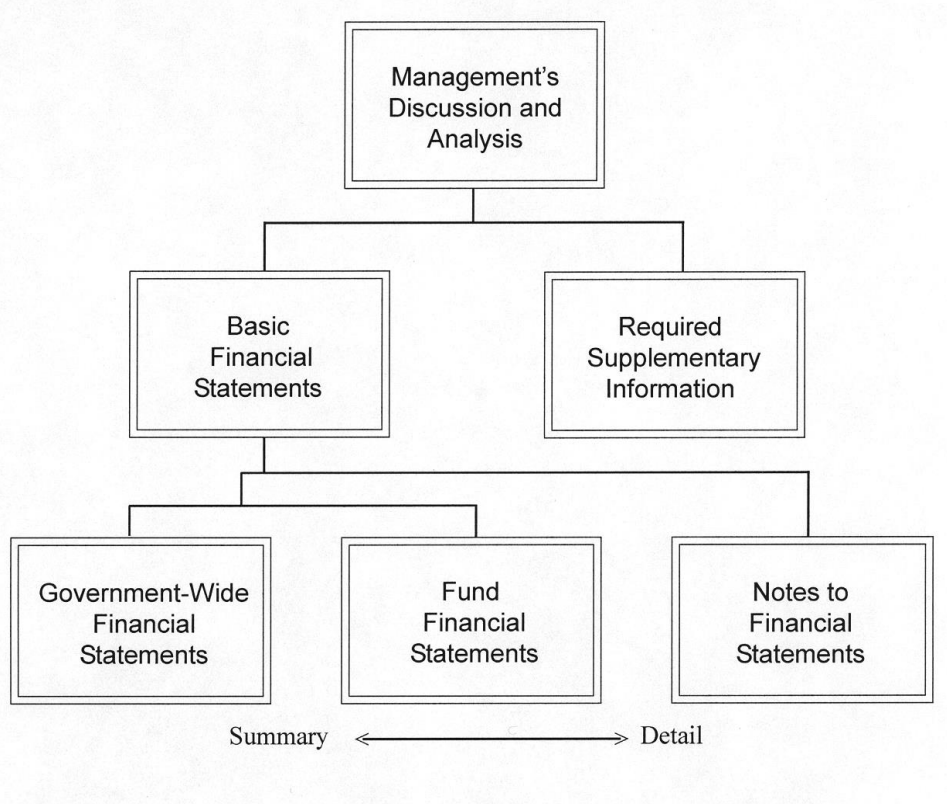 Management's
Discussion and
Analysis
Basic
Financial
Statements
Required
Supplementary
Information
Government-Wide
Financial
Statements
Fund
Financial
Statements
Notes to
Financial
Statements
Summary
Detail